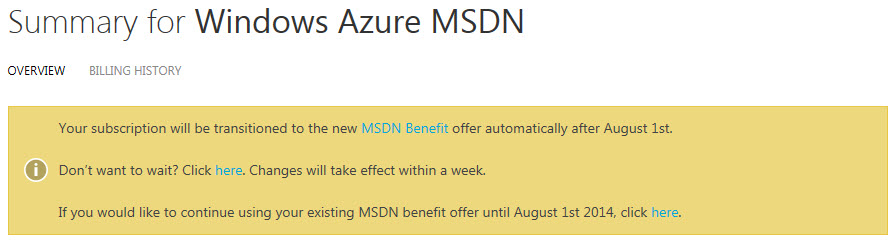 Summary for Windows Azure MSDN
OVERVIEW BILLING HISTORY
Your subscription will be transitioned to the new MSDN Benefit offer automatically after August 1st.
Don't want to wait? Click here. Changes will take effect within a week.
If you would like to continue using your existing MSDN benefit offer until August 1st 2014, click here.